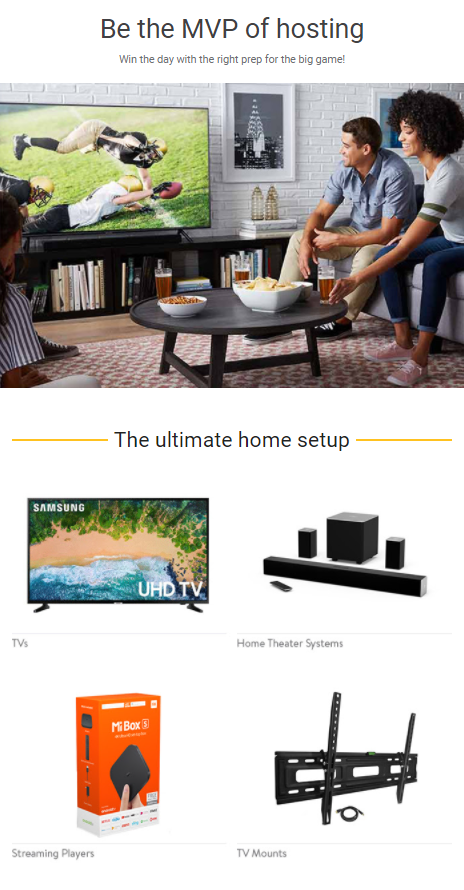 Be the MVP of hosting
Win the day with the right prep for the big game!
The ultimate home setup
SAMSUNG
UHD TV
TVs
Home Theater Systems
Mi Box S
Streaming Players
TV Mounts